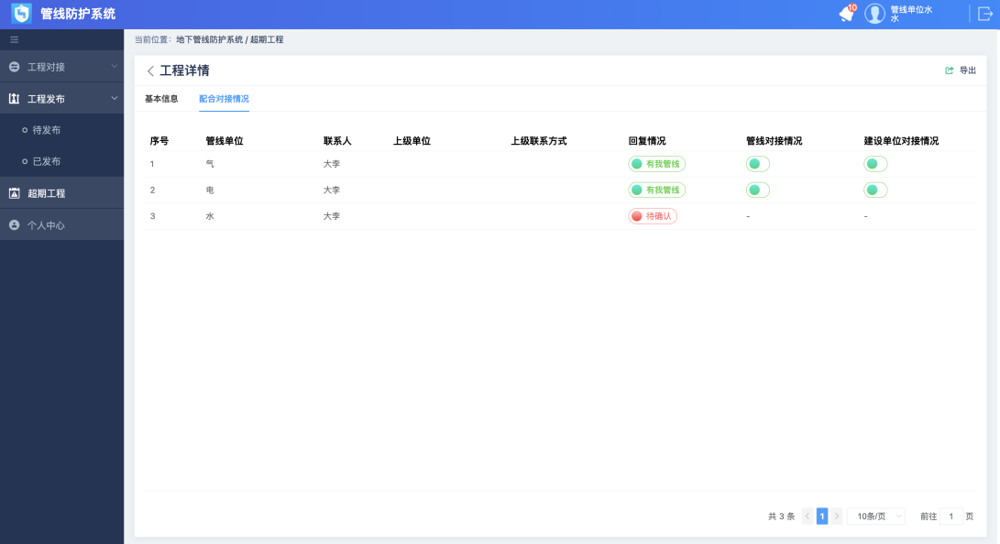 管线防护系统
10
管线单位水
水
当前位置：地下管线防护系统 / 超期工程
工程对接
工程发布
待发布
已发布
超期工程
个人中心
工程详情
导出
基本信息 配合对接情况
序号 管线单位 联系人 上级单位 上级联系方式 回复情况 管线对接情况 建设单位对接情况
1 气 大李 有我管线
2 电 大李 有我管线
3 水 大李 待确认 - -
共 3 条 < 1 > 10条/页 前往 1 页